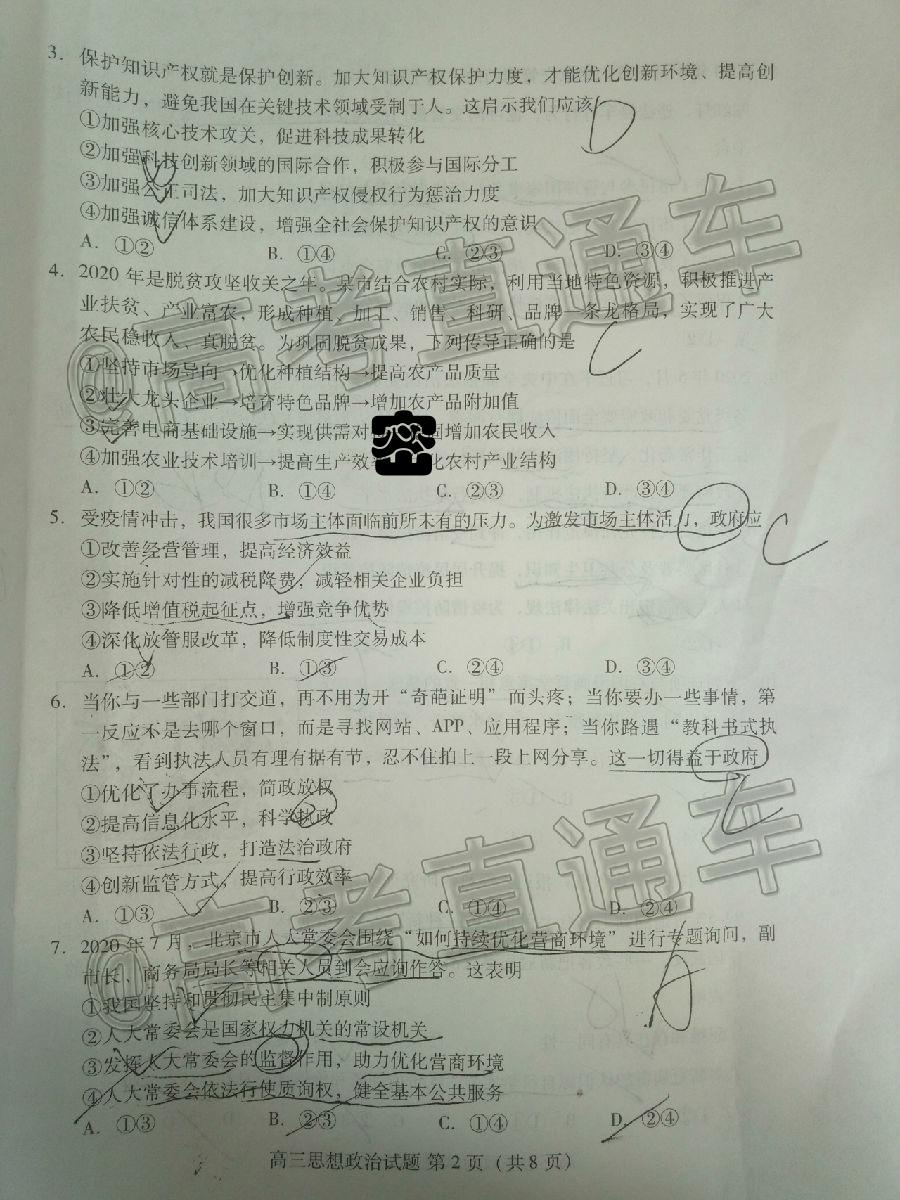 3. 保护知识产权就是保护创新。加大知识产权保护力度，才能优化创新环境、提高创
新能力，避免我国在关键技术领域受制于人。这启示我们应该
D
①加强核心技术攻关，促进科技成果转化
②加强科技创新领域的国际合作，积极参与国际分工
③加强公正司法，加大知识产权侵权行为惩治力度
④加强诚信体系建设，增强全社会保护知识产权的意识
A. ①② B. ①④ C. ②③ D. ③④
4. 2020 年是脱贫攻坚收关之年。某市结合农村实际，利用当地特色资源，积极推进产
业扶贫、产业富农，形成种植、加工、销售、科研、品牌一条龙格局，实现了广大
农民稳收入、真脱贫。为巩固脱贫成果，下列传导正确的是
C
①坚持市场导向→优化种植结构→提高农产品质量
②壮大龙头企业→培育特色品牌→增加农产品附加值
③完善电商基础设施→实现供需对 固增加农民收入
④加强农业技术培训→提高生产效 化农村产业结构
A. ①② B. ①④ C. ②③ D. ③④
5. 受疫情冲击，我国很多市场主体面临前所未有的压力。为激发市场主体活力，政府应
C
①改善经营管理，提高经济效益
②实施针对性的减税降费，减轻相关企业负担
③降低增值税起征点，增强竞争优势
④深化放管服改革，降低制度性交易成本
A. ①② B. ①③ C. ②④ D. ③④
6. 当你与一些部门打交道，再不用为开“奇葩证明”而头疼；当你要办一些事情，第
一反应不是去哪个窗口，而是寻找网站、APP、应用程序；当你路遇“教科书式执
法”，看到执法人员有理有据有节，忍不住拍上一段上网分享。这一切得益于政府
C
①优化了办事流程，简政放权
②提高信息化水平，科学执政
③坚持依法行政，打造法治政府
④创新监管方式，提高行政效率
A. ①③ B. ②③ C. ①④ D. ②④
7. 2020 年 7 月，北京市人大常委会围绕“如何持续优化营商环境”进行专题询问，副
市长、商务局局长等相关人员到会应询作答。这表明
A
①我国坚持和贯彻民主集中制原则
②人大常委会是国家权力机关的常设机关
③发挥人大常委会的监督作用，助力优化营商环境
④人大常委会依法行使质询权，健全基本公共服务
A. ①③ B. ②③ C. ①④ D. ②④
高三思想政治试题 第 2 页（共 8 页）
@高考直通车
@高考直通车